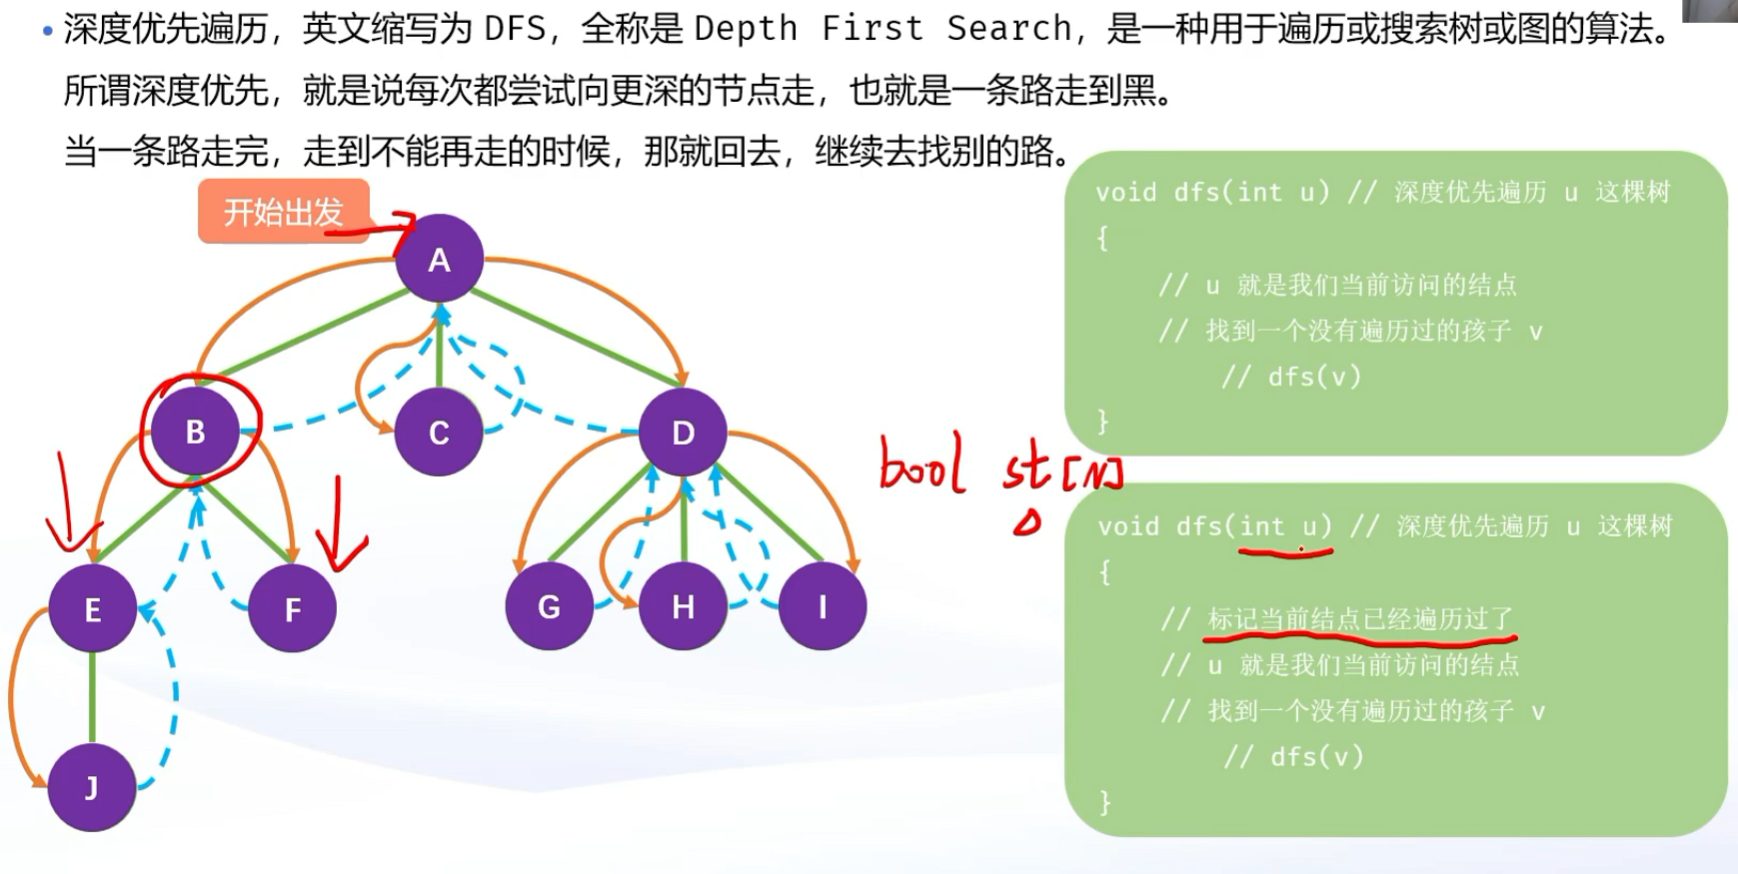 • 深度优先遍历，英文缩写为 DFS，全称是 Depth First Search，是一种用于遍历或搜索树或图的算法。
所谓深度优先，就是说每次都尝试向更深的节点走，也就是一条路走到黑。
当一条路走完，走到不能再走的时候，那就回去，继续去找别的路。
开始出发
A
B
C
D
E
F
G
H
I
J
void dfs(int u) // 深度优先遍历 u 这棵树
{
// u 就是我们当前访问的结点
// 找到一个没有遍历过的孩子 v
// dfs(v)
}
bool st[N]
void dfs(int u) // 深度优先遍历 u 这棵树
{
// 标记当前结点已经遍历过了
// u 就是我们当前访问的结点
// 找到一个没有遍历过的孩子 v
// dfs(v)
}